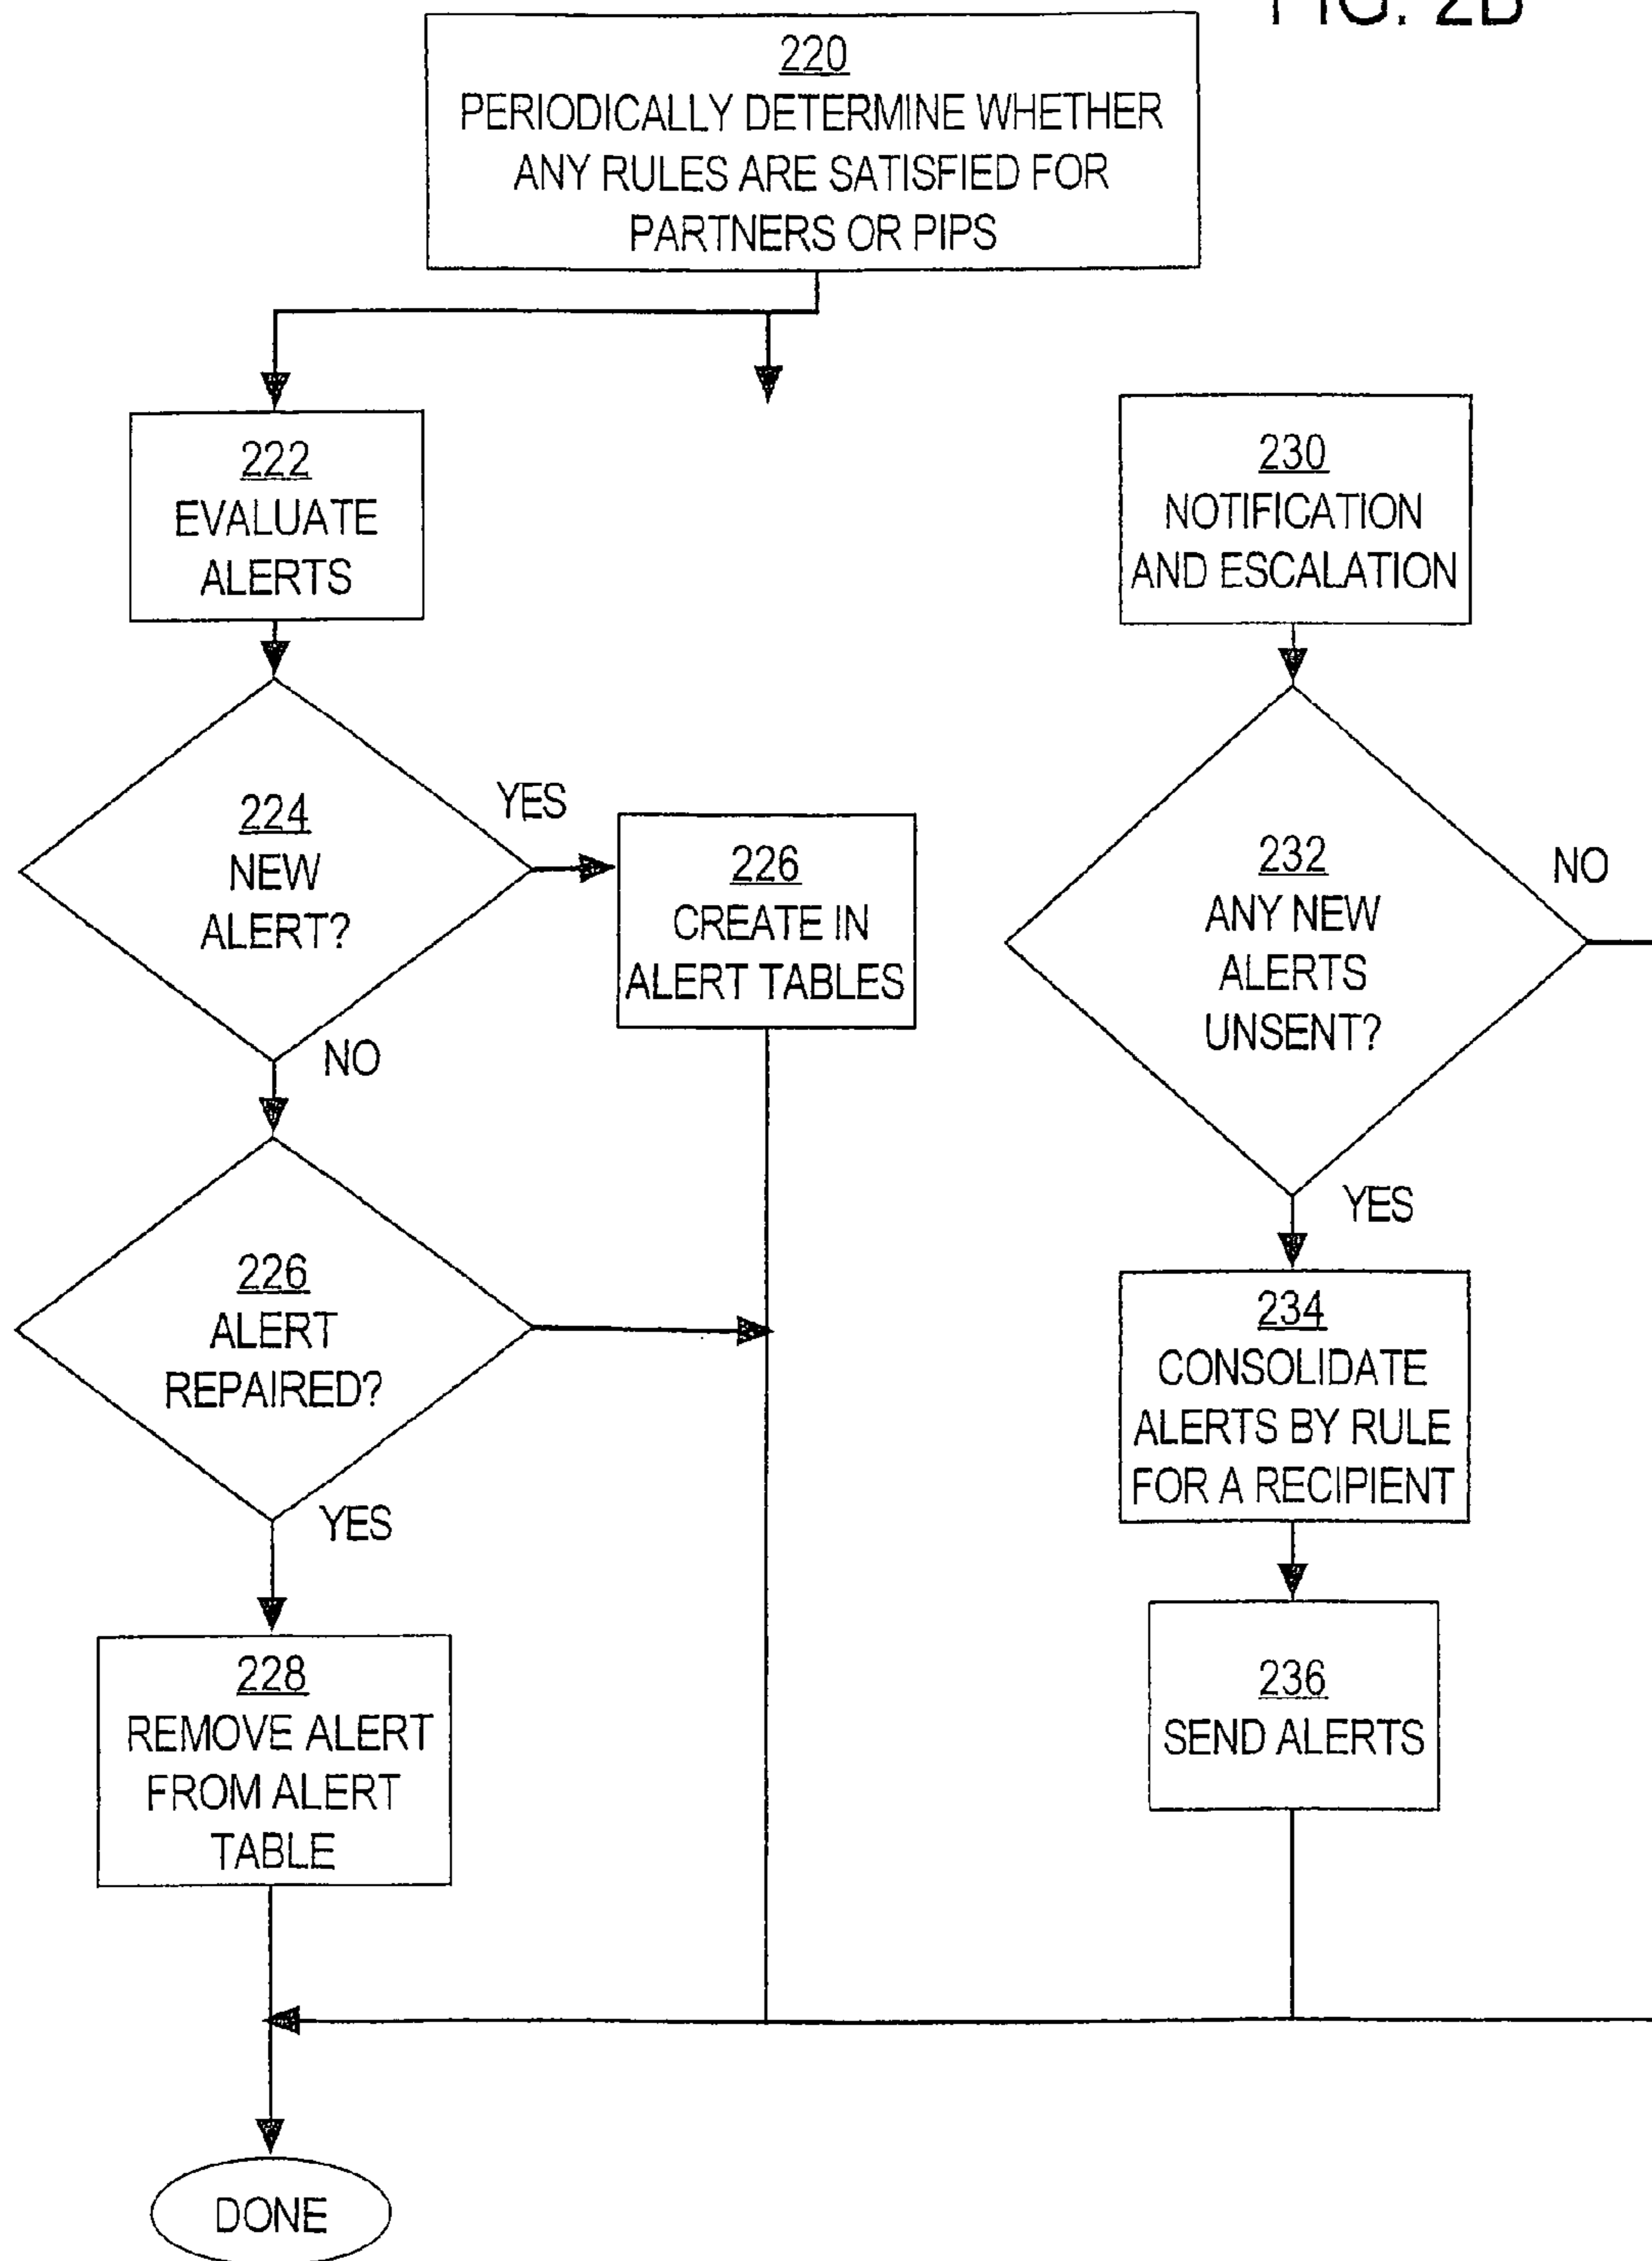 FIG. 2B
220
PERIODICALLY DETERMINE WHETHER
ANY RULES ARE SATISFIED FOR
PARTNERS OR PIPS
222
EVALUATE
ALERTS
224
NEW
ALERT?
YES
NO
226
CREATE IN
ALERT TABLES
226
ALERT
REPAIRED?
YES
228
REMOVE ALERT
FROM ALERT
TABLE
DONE
230
NOTIFICATION
AND ESCALATION
232
ANY NEW
ALERTS
UNSENT?
NO
YES
234
CONSOLIDATE
ALERTS BY RULE
FOR A RECIPIENT
236
SEND ALERTS